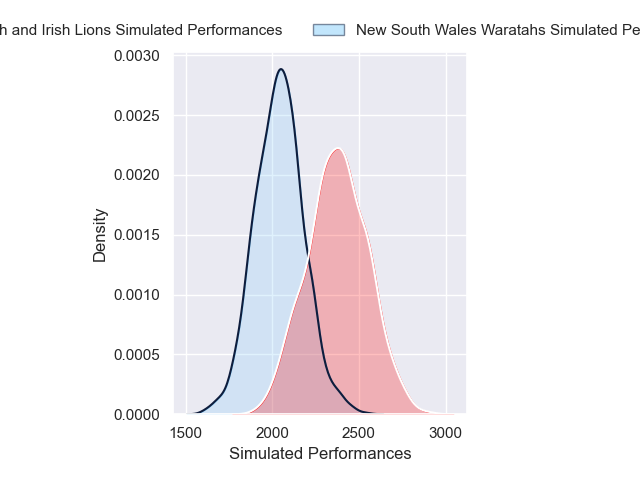 h and Irish Lions Simulated Performances New South Wales Waratahs Simulated Pe
0.0030
0.0025
0.0020
0.0015
0.0010
0.0005
0.0000
Density
1500 2000 2500 3000
Simulated Performances